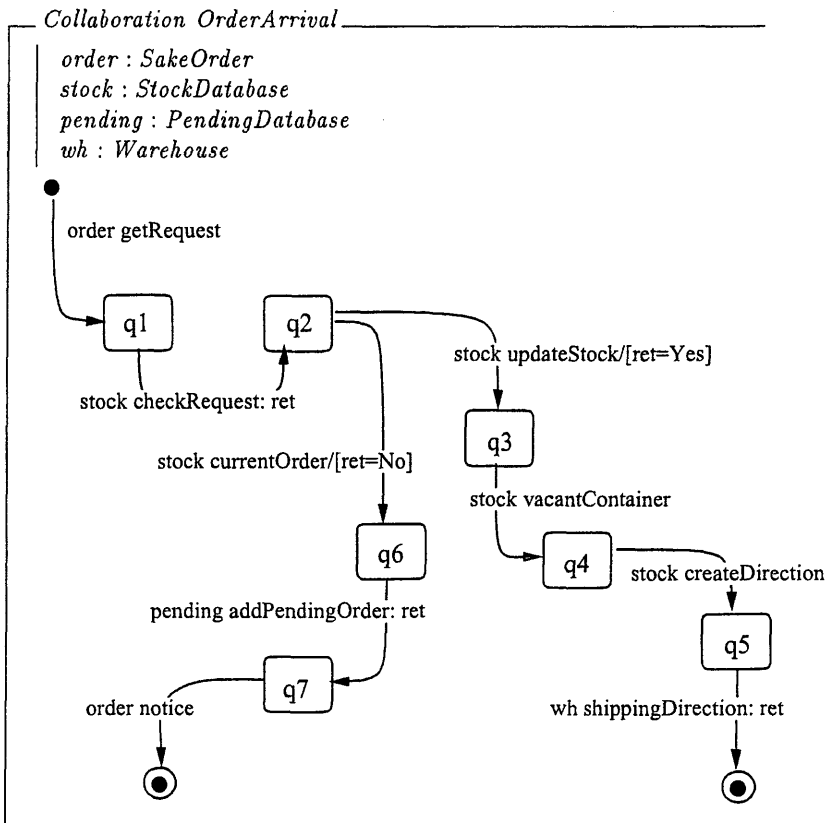 Collaboration OrderArrival
order : SakeOrder
stock : StockDatabase
pending : PendingDatabase
wh : Warehouse
order getRequest
q1
q2
stock updateStock/[ret=Yes]
stock checkRequest: ret
q3
stock currentOrder/[ret=No]
stock vacantContainer
q6
q4
stock createDirection
pending addPendingOrder: ret
q5
q7
order notice
wh shippingDirection: ret